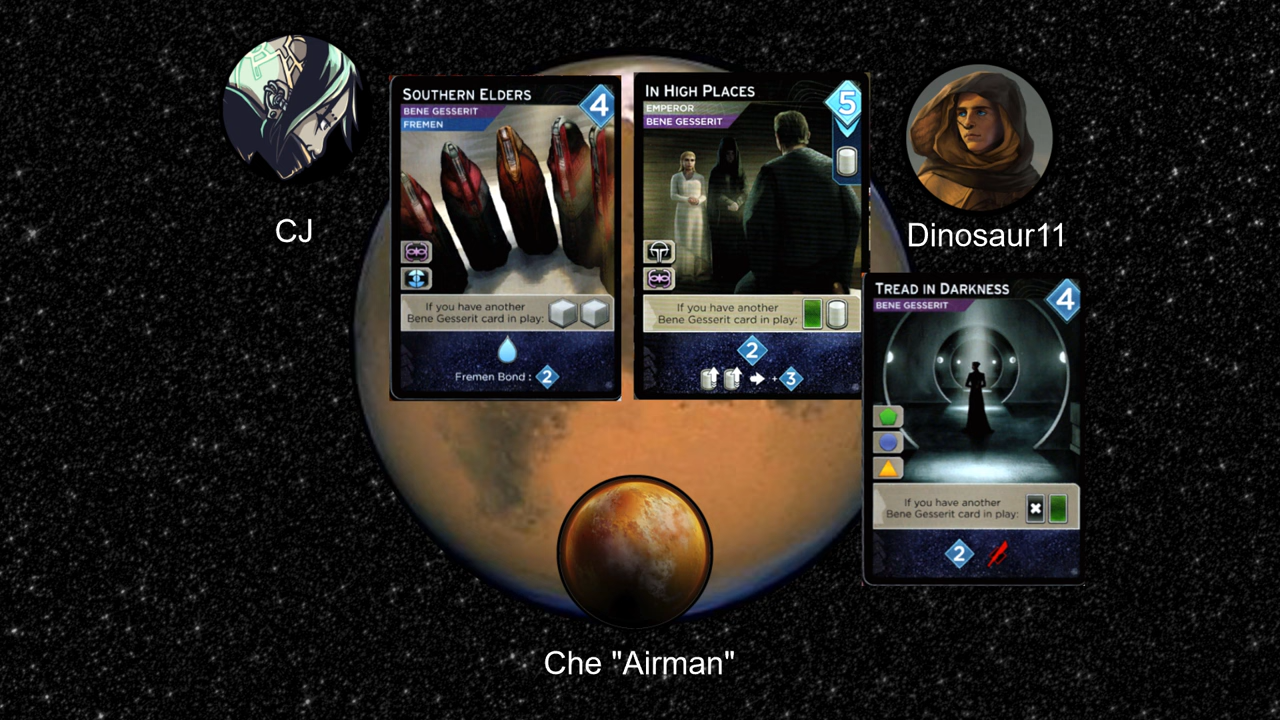 SOUTHERN ELDERS
4
BENE GESSERIT
FREMEN
If you have another
Bene Gesserit card in play:
Fremen Bond : 2
IN HIGH PLACES
5
EMPEROR
BENE GESSERIT
If you have another
Bene Gesserit card in play:
2
+3
CJ
Dinosaur11
TREAD IN DARKNESS
4
BENE GESSERIT
If you have another
Bene Gesserit card in play:
2
Che "Airman"